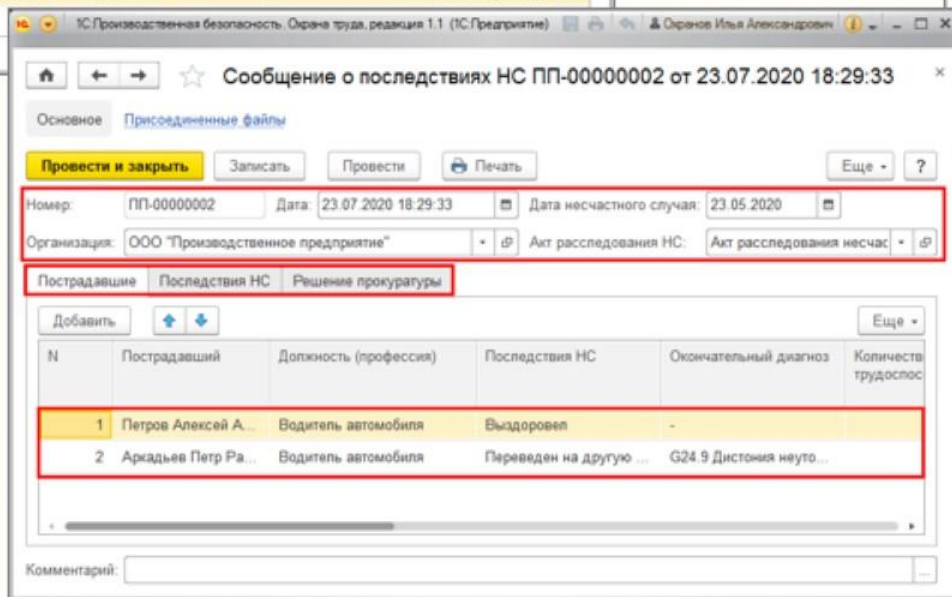 1С:Производственная безопасность. Охрана труда, редакция 1.1 (1С:Предприятие) Охранов Илья Александрович
Сообщение о последствиях НС ПП-00000002 от 23.07.2020 18:29:33
Основное Присоединенные файлы
Провести и закрыть Записать Провести Печать Еще ?
Номер: ПП-00000002 Дата: 23.07.2020 18:29:33 Дата несчастного случая: 23.05.2020
Организация: ООО "Производственное предприятие" Акт расследования НС: Акт расследования несчас
Пострадавшие Последствия НС Решение прокуратуры
Добавить Еще
N Пострадавший Должность (профессия) Последствия НС Окончательный диагноз Количеств
трудоспос
1 Петров Алексей А... Водитель автомобиля Выздоровел -
2 Аркадьев Петр Ра... Водитель автомобиля Переведен на другую ... G24.9 Дистония неуто...
Комментарий: